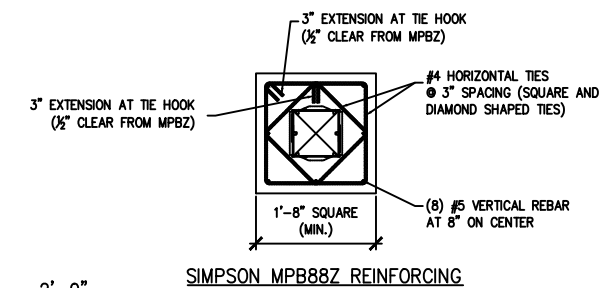 3" EXTENSION AT TIE HOOK
(½" CLEAR FROM MPBZ)
3" EXTENSION AT TIE HOOK
(½" CLEAR FROM MPBZ)
#4 HORIZONTAL TIES
@ 3" SPACING (SQUARE AND
DIAMOND SHAPED TIES)
(8) #5 VERTICAL REBAR
AT 8" ON CENTER
1'-8" SQUARE
(MIN.)
SIMPSON MPB88Z REINFORCING